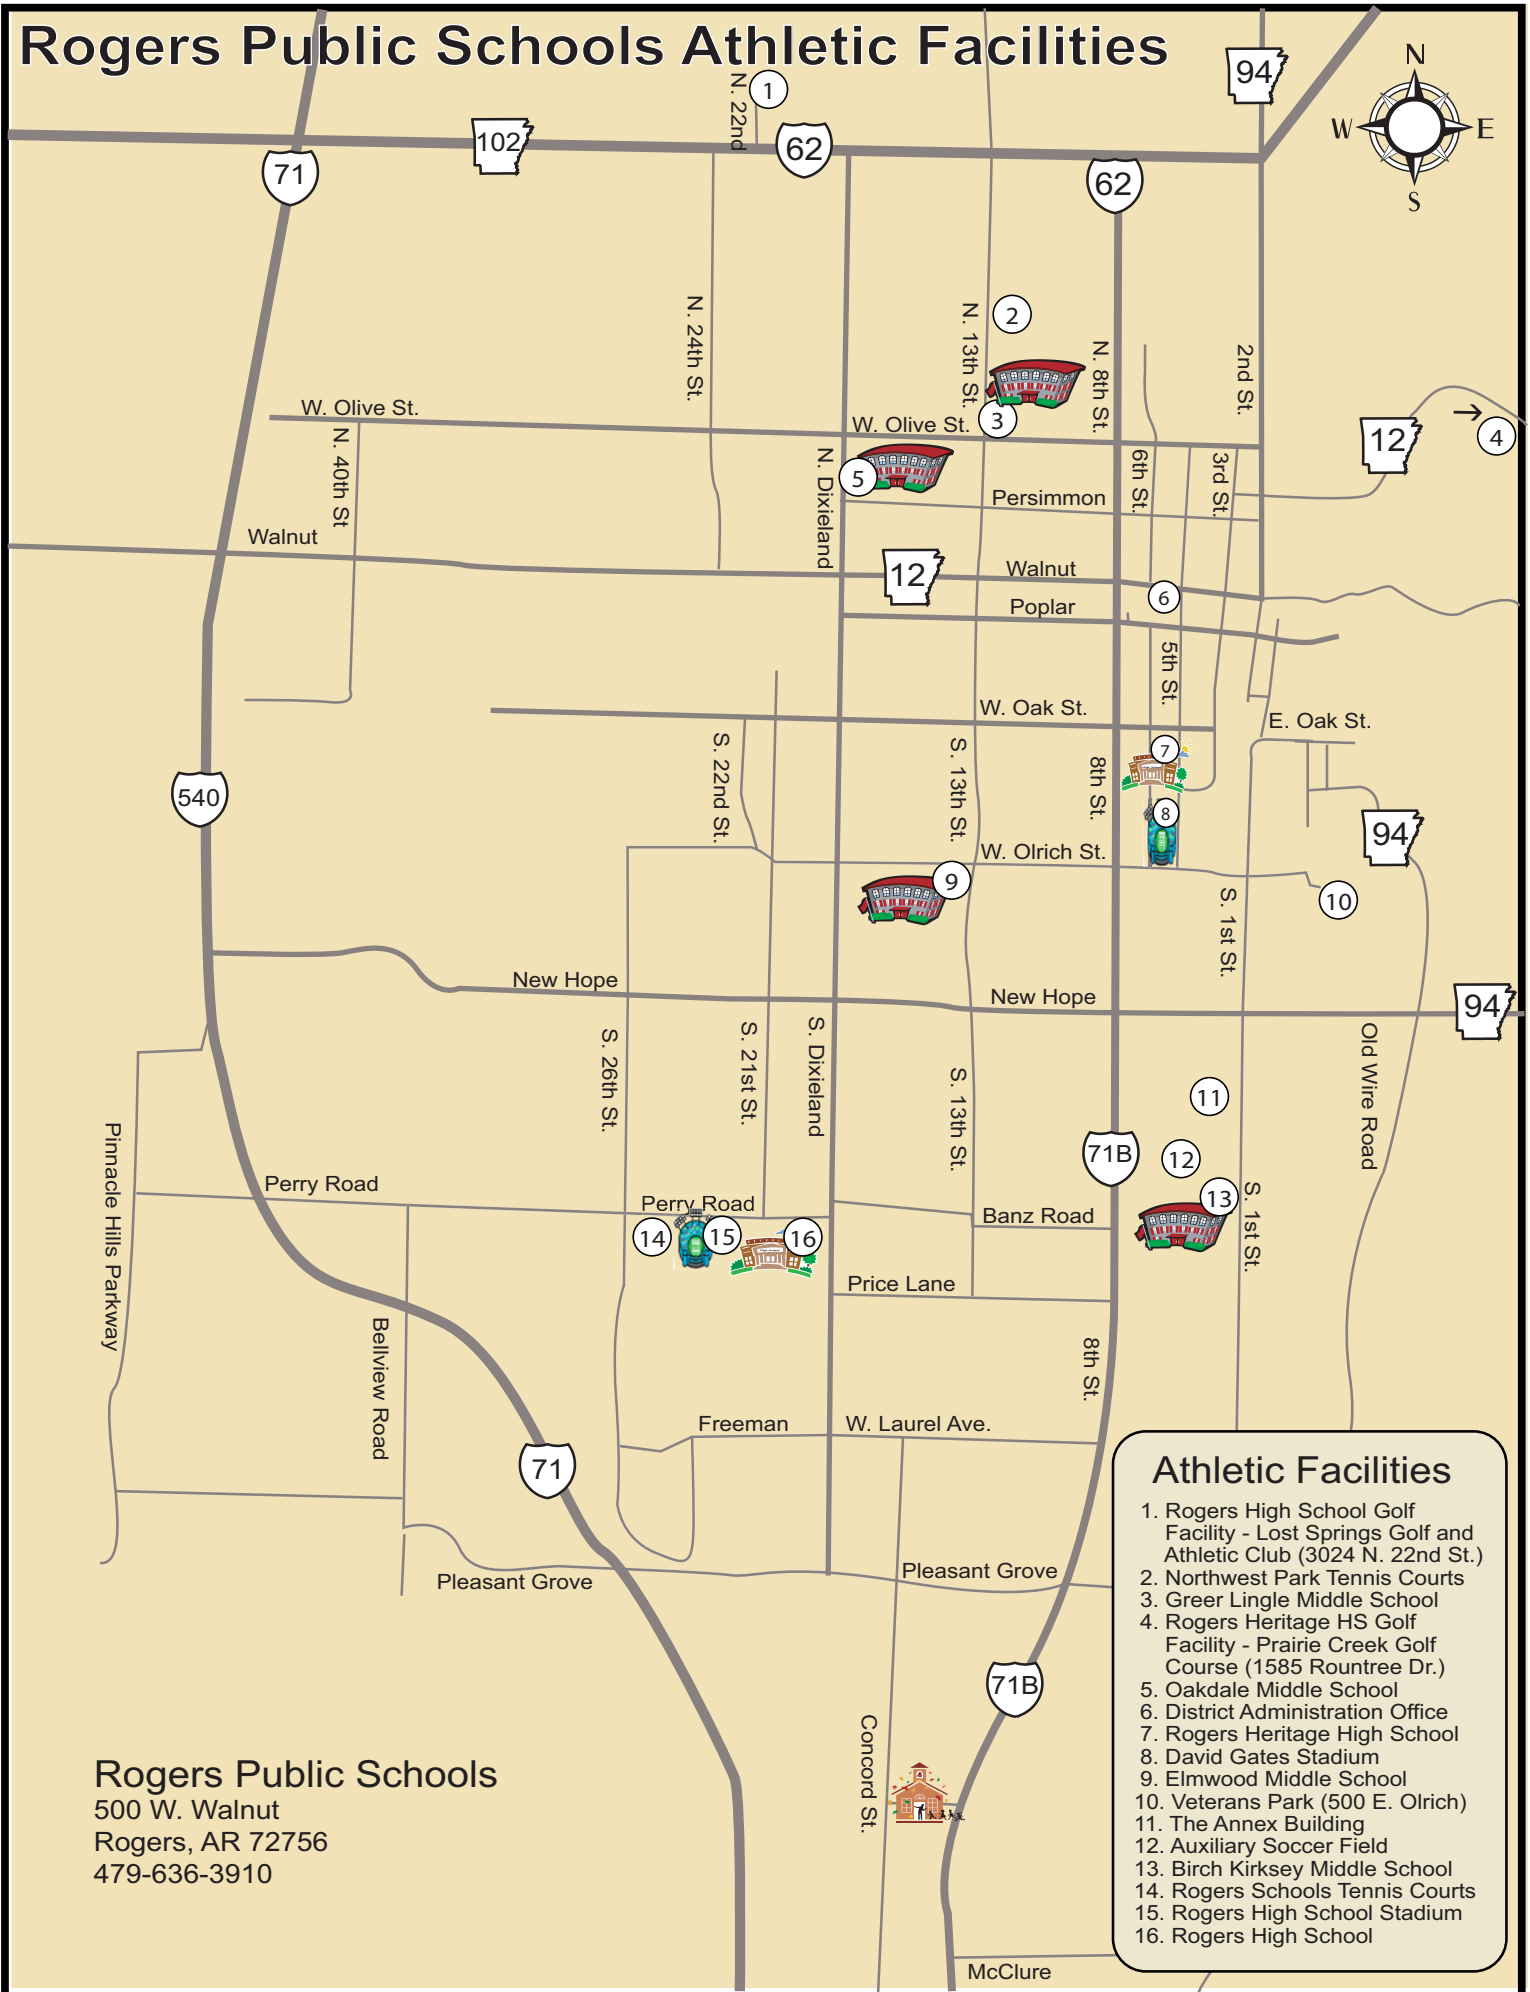 Rogers Public Schools Athletic Facilities
N
W
E
S
94
1
N. 22nd
102
62
71
62
N. 24th St.
N. 13th St.
2
N. 8th St.
2nd St.
W. Olive St.
W. Olive St.
3
12
4
N. 40th St
N. Dixieland
5
6th St.
3rd St.
Persimmon
Walnut
12
Walnut
6
Poplar
5th St.
W. Oak St.
E. Oak St.
S. 22nd St.
S. 13th St.
8th St.
7
540
8
94
W. Olrich St.
9
10
S. 1st St.
New Hope
New Hope
94
S. 26th St.
S. 21st St.
S. Dixieland
S. 13th St.
Old Wire Road
11
71B
12
Pinnacle Hills Parkway
Perry Road
Perry Road
13
S. 1st St.
Banz Road
14
15
16
Price Lane
Bellview Road
8th St.
Freeman
W. Laurel Ave.
71
Pleasant Grove
Pleasant Grove
71B
Concord St.
McClure
Athletic Facilities
1. Rogers High School Golf
Facility - Lost Springs Golf and
Athletic Club (3024 N. 22nd St.)
2. Northwest Park Tennis Courts
3. Greer Lingle Middle School
4. Rogers Heritage HS Golf
Facility - Prairie Creek Golf
Course (1585 Rountree Dr.)
5. Oakdale Middle School
6. District Administration Office
7. Rogers Heritage High School
8. David Gates Stadium
9. Elmwood Middle School
10. Veterans Park (500 E. Olrich)
11. The Annex Building
12. Auxiliary Soccer Field
13. Birch Kirksey Middle School
14. Rogers Schools Tennis Courts
15. Rogers High School Stadium
16. Rogers High School
Rogers Public Schools
500 W. Walnut
Rogers, AR 72756
479-636-3910